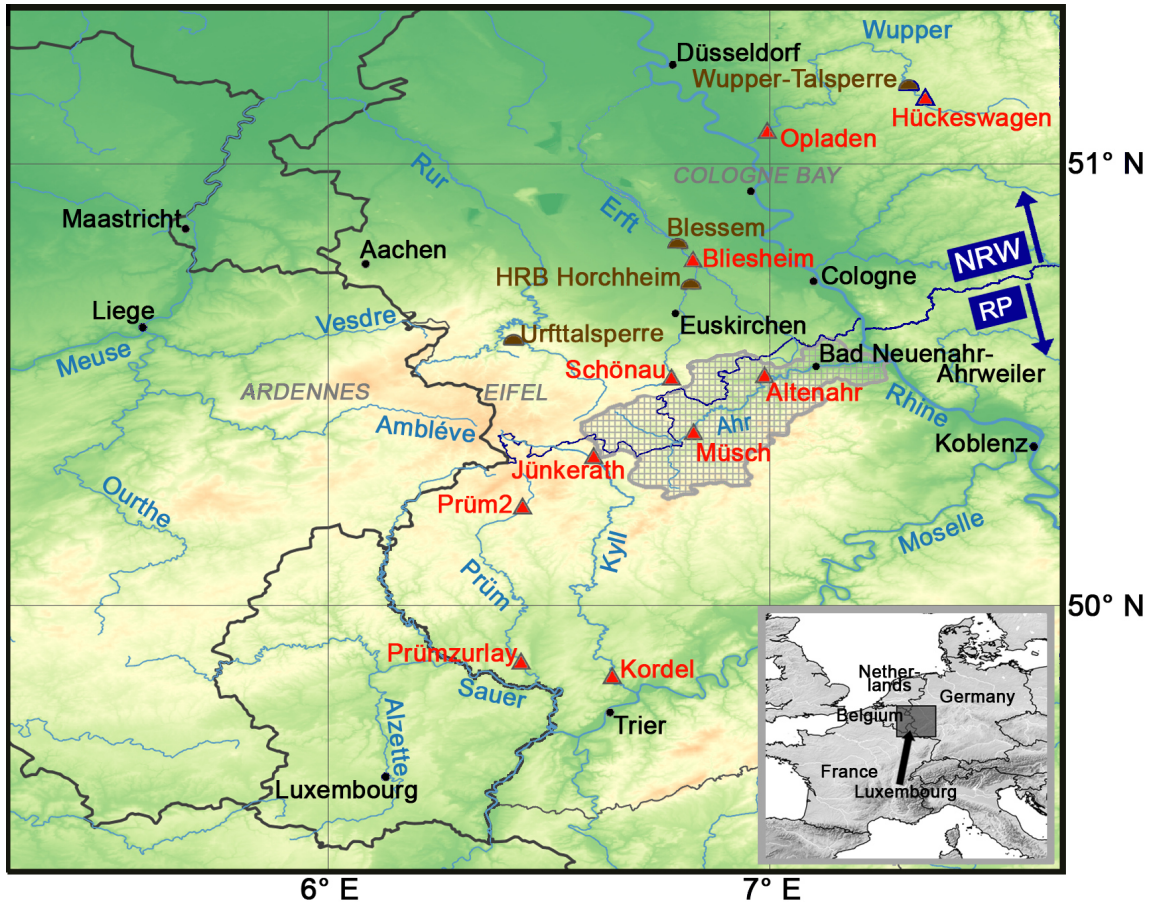 Wupper
Düsseldorf
Wupper-Talsperre
Hückeswagen
Opladen
51° N
COLOGNE BAY
Rur
Erft
Maastricht
Blessem
Aachen
Bliesheim
NRW
HRB Horchheim
Cologne
RP
Liege
Vesdre
Euskirchen
Urfttalsperre
Meuse
Bad Neuenahr-
Ahrweiler
Schönau
ARDENNES
EIFEL
Altenahr
Rhine
Ambléve
Ahr
Koblenz
Müsch
Jünkerath
Ourthe
Prüm2
Moselle
Kyll
Prüm
50° N
Prümzurlay
Kordel
Sauer
Trier
Alzette
Luxembourg
Nether-
lands
Germany
Belgium
France
Luxembourg
6° E
7° E